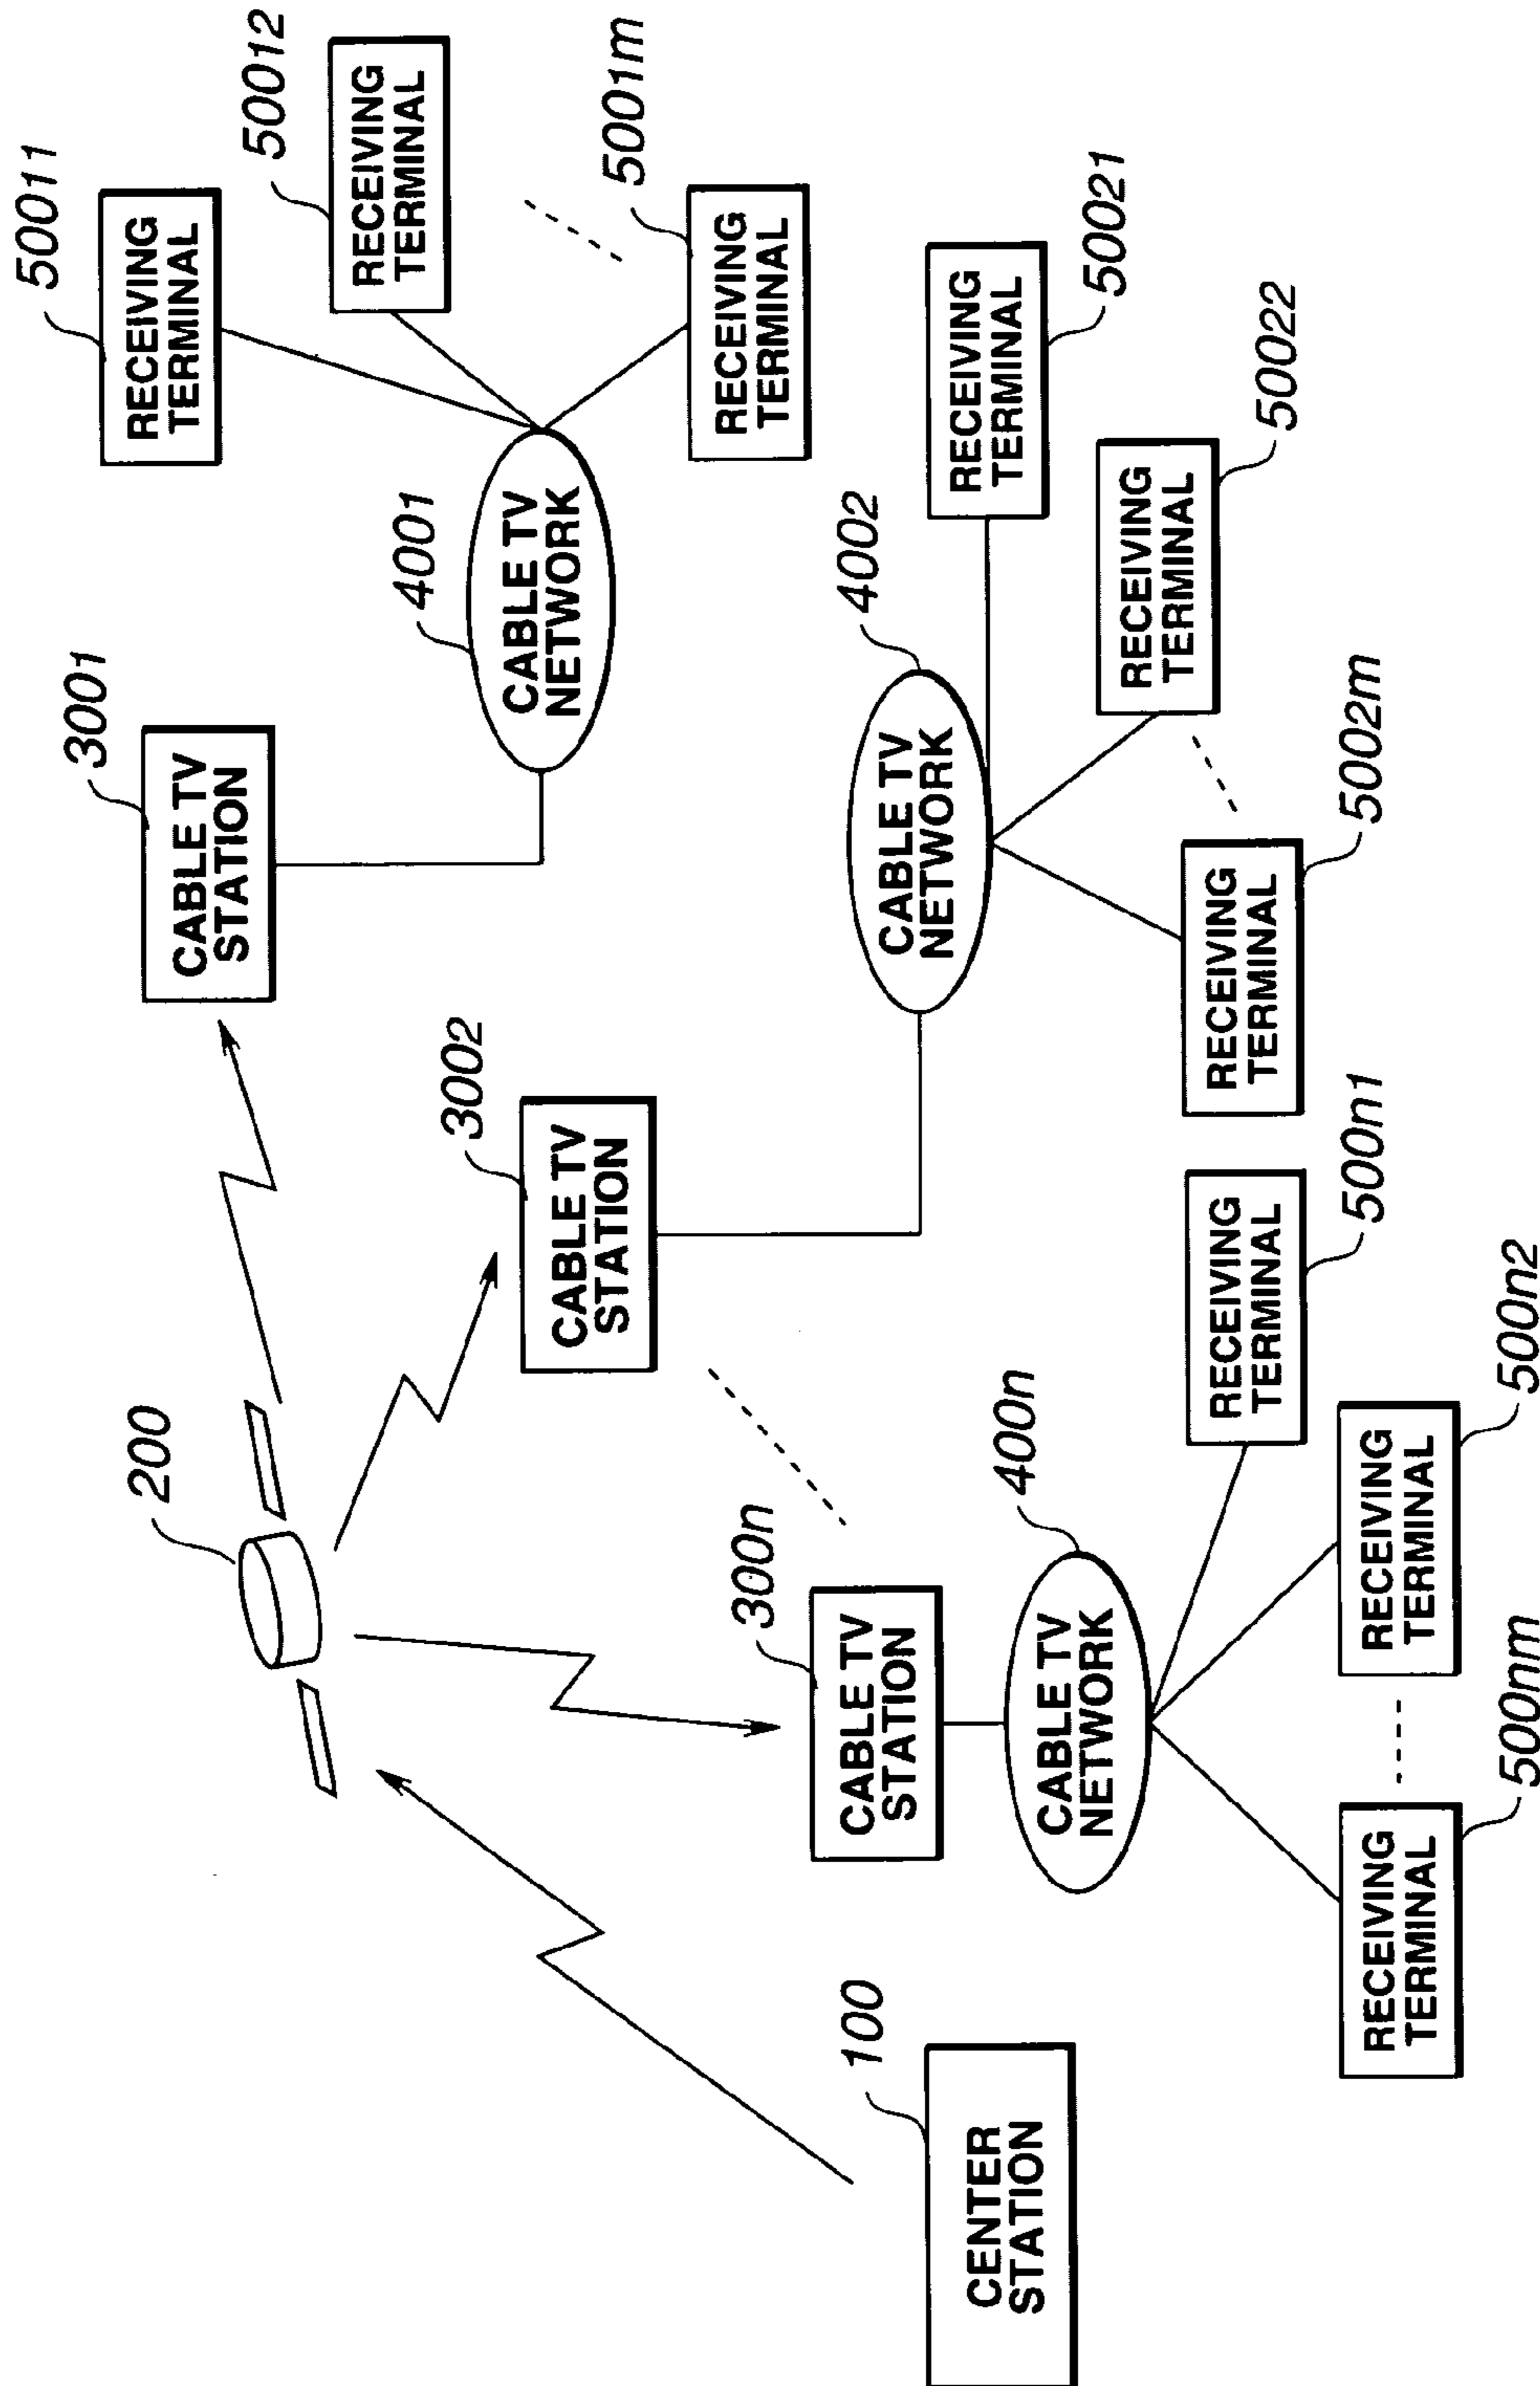 50011
RECEIVING
TERMINAL
50012
RECEIVING
TERMINAL
5001m
RECEIVING
TERMINAL
3001
CABLE TV
STATION
4001
CABLE TV
NETWORK
200
3002
CABLE TV
STATION
4002
CABLE TV
NETWORK
RECEIVING
TERMINAL
50021
RECEIVING
TERMINAL
50022
RECEIVING
TERMINAL
5002m
300n
CABLE TV
STATION
400n
CABLE TV
NETWORK
RECEIVING
TERMINAL
500n1
RECEIVING
TERMINAL
500n2
RECEIVING
TERMINAL
500nm
100
CENTER
STATION